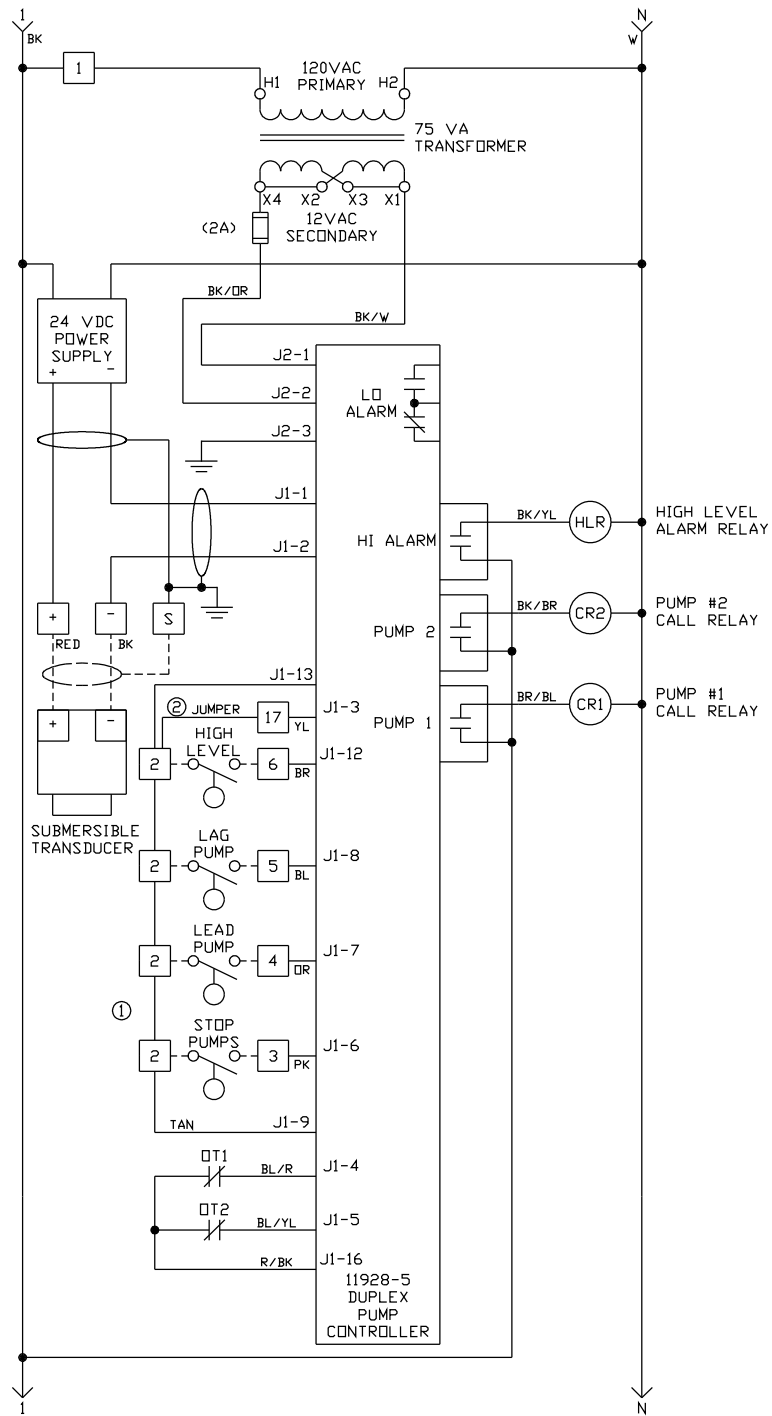 1
N
BK
W
1
H1
120VAC
PRIMARY
H2
75 VA
TRANSFORMER
X4
X2
X3
X1
(2A)
12VAC
SECONDARY
BK/OR
BK/W
24 VDC
POWER
SUPPLY
+
-
J2-1
J2-2
J2-3
LO
ALARM
J1-1
J1-2
HI ALARM
BK/YL
HLR
HIGH LEVEL
ALARM RELAY
+
-
S
RED
BK
PUMP 2
BK/BR
CR2
PUMP #2
CALL RELAY
J1-13
PUMP 1
BR/BL
CR1
PUMP #1
CALL RELAY
+
-
2
JUMPER
17
YL
J1-3
HIGH
LEVEL
2
6
BR
J1-12
SUBMERSIBLE
TRANSDUCER
LAG
PUMP
2
5
BL
J1-8
LEAD
PUMP
2
4
OR
J1-7
1
STOP
PUMPS
2
3
PK
J1-6
TAN
J1-9
OT1
BL/R
J1-4
OT2
BL/YL
J1-5
R/BK
J1-16
11928-5
DUPLEX
PUMP
CONTROLLER
1
N